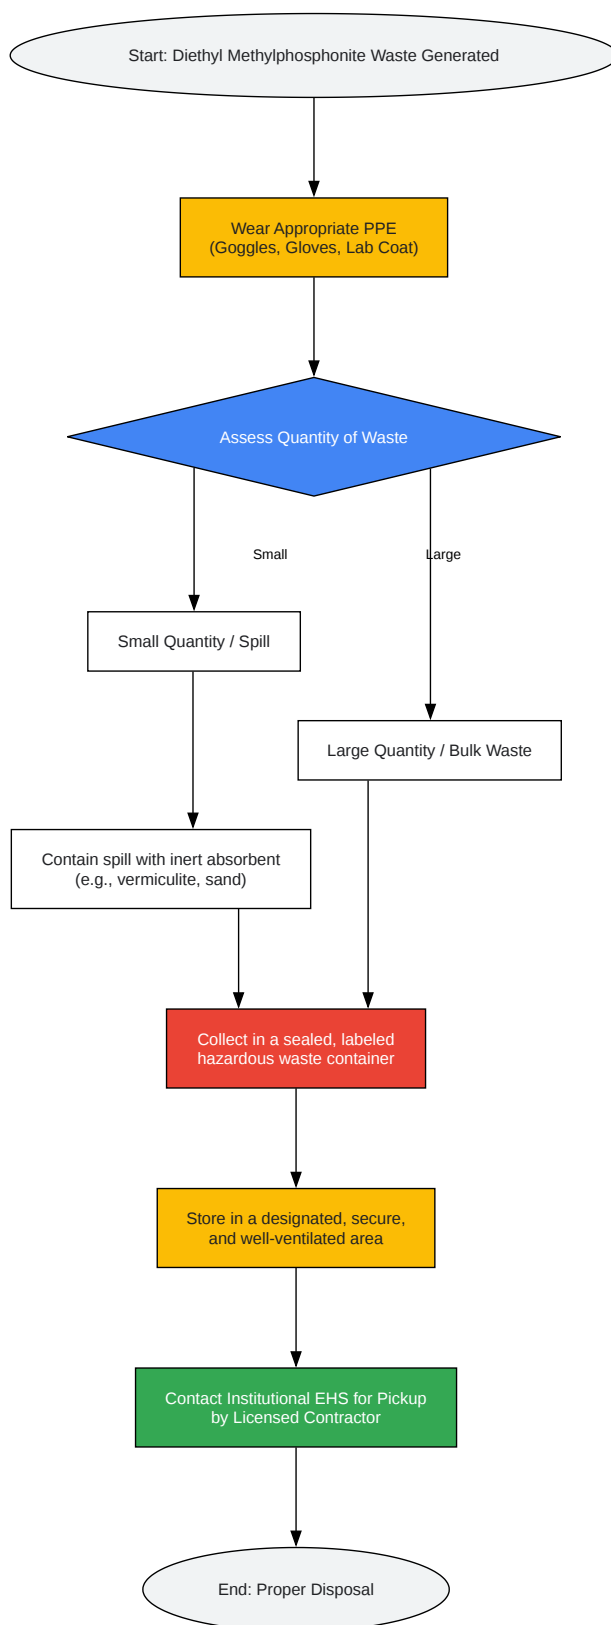 Start: Diethyl Methylphosphonite Waste Generated
Wear Appropriate PPE
(Goggles, Gloves, Lab Coat)
Assess Quantity of Waste
Small
Large
Small Quantity / Spill
Large Quantity / Bulk Waste
Contain spill with inert absorbent
(e.g., vermiculite, sand)
Collect in a sealed, labeled
hazardous waste container
Store in a designated, secure,
and well-ventilated area
Contact Institutional EHS for Pickup
by Licensed Contractor
End: Proper Disposal